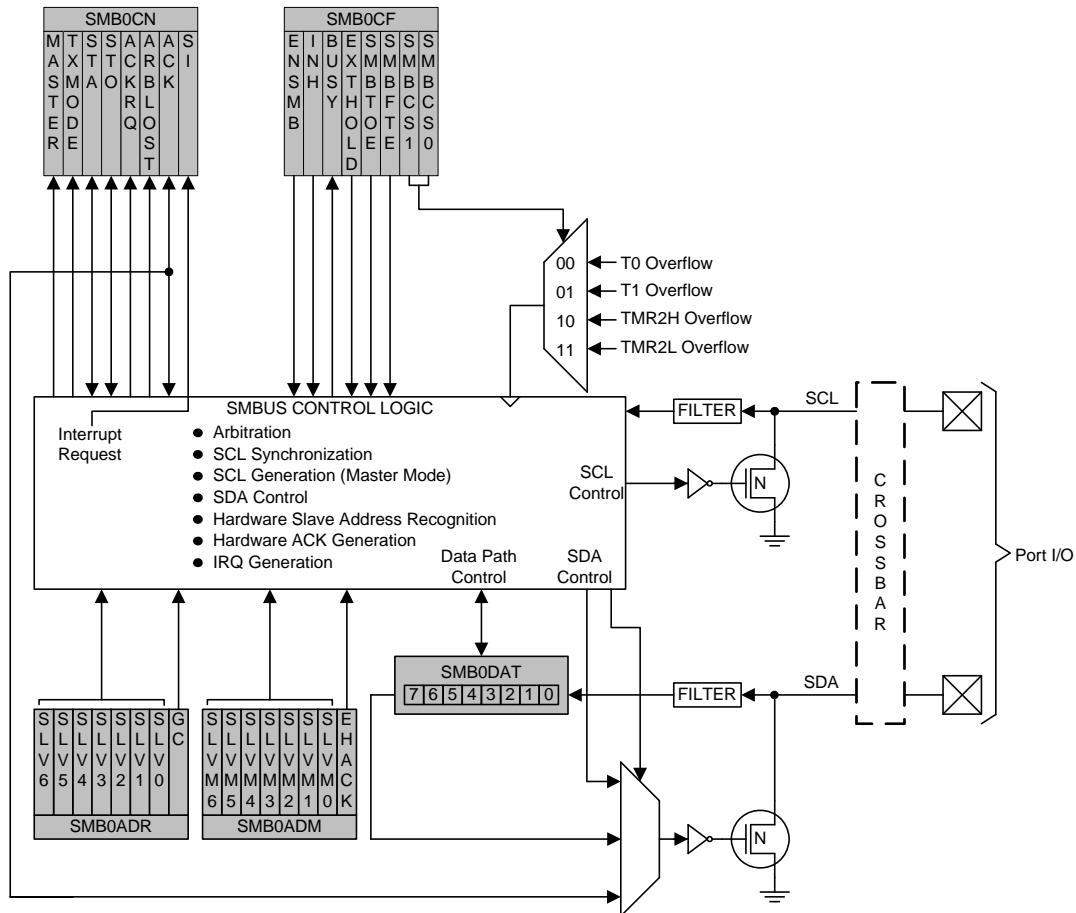 SMB0CN
MASTER
TXMODE
STA
STO
ACKRQ
ARBLOST
ACK
SI
SMB0CF
ENSMB
INH
BUSY
EXTHOLD
SMBTOE
SMBFTE
SMBCS1
SMBCS0
00
T0 Overflow
01
T1 Overflow
10
TMR2H Overflow
11
TMR2L Overflow
SMBUS CONTROL LOGIC
Interrupt
Request
● Arbitration
● SCL Synchronization
● SCL Generation (Master Mode)
● SDA Control
● Hardware Slave Address Recognition
● Hardware ACK Generation
● IRQ Generation
SCL
Control
Data Path
Control
SDA
Control
FILTER
SCL
N
CROSSBAR
Port I/O
SMB0DAT
7 6 5 4 3 2 1 0
FILTER
SDA
N
SLV6
SLV5
SLV4
SLV3
SLV2
SLV1
SLV0
GC
SMB0ADR
SLVM6
SLVM5
SLVM4
SLVM3
SLVM2
SLVM1
SLVM0
EHACK
SMB0ADM